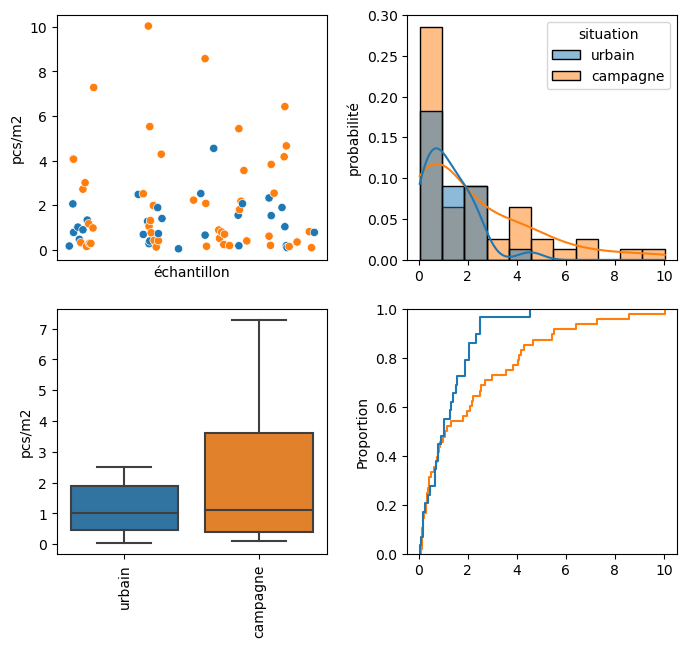 10
8
6
4
2
0
pcs/m2
échantillon
0.30
0.25
0.20
0.15
0.10
0.05
0.00
probabilité
situation
urbain
campagne
0 2 4 6 8 10
7
6
5
4
3
2
1
0
pcs/m2
urbain
campagne
1.0
0.8
0.6
0.4
0.2
0.0
Proportion
0 2 4 6 8 10